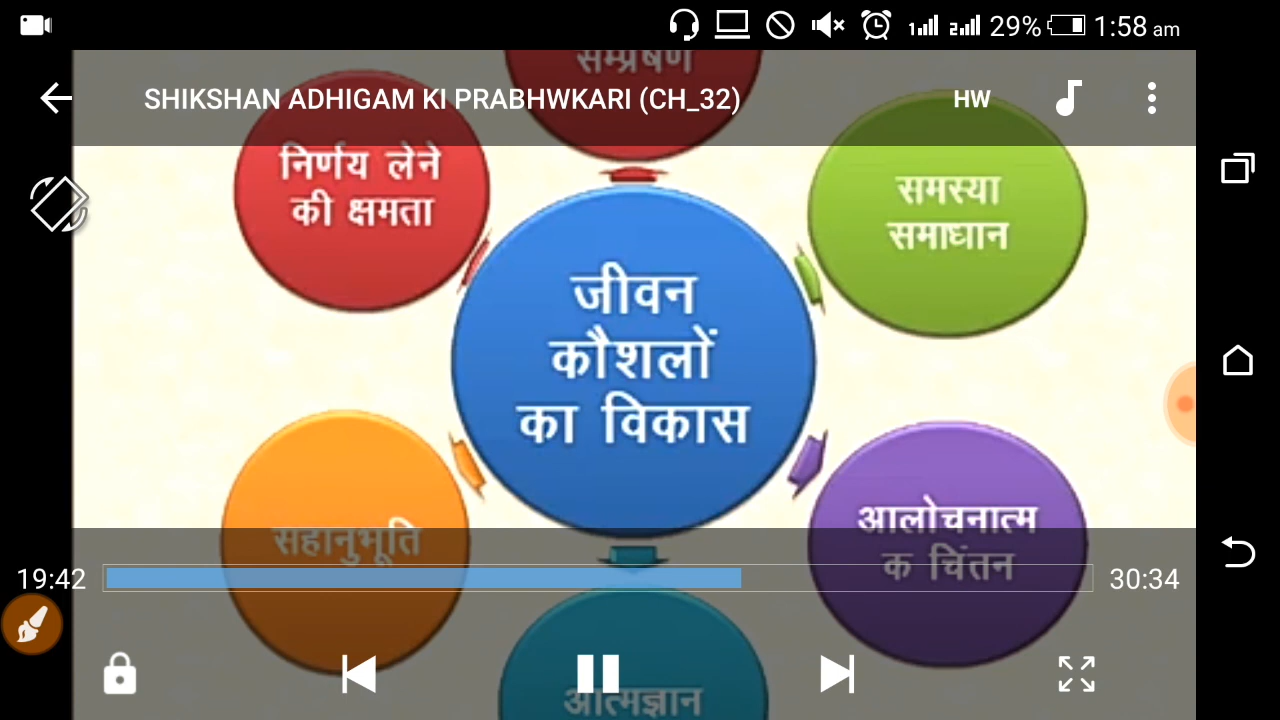 29% 1:58 am
सम्प्रेषण
SHIKSHAN ADHIGAM KI PRABHWKARI (CH_32) HW
निर्णय लेने
की क्षमता
समस्या
समाधान
जीवन
कौशलों
का विकास
सहानुभूति
आलोचनात्म
क चिंतन
19:42 30:34
आत्मज्ञान